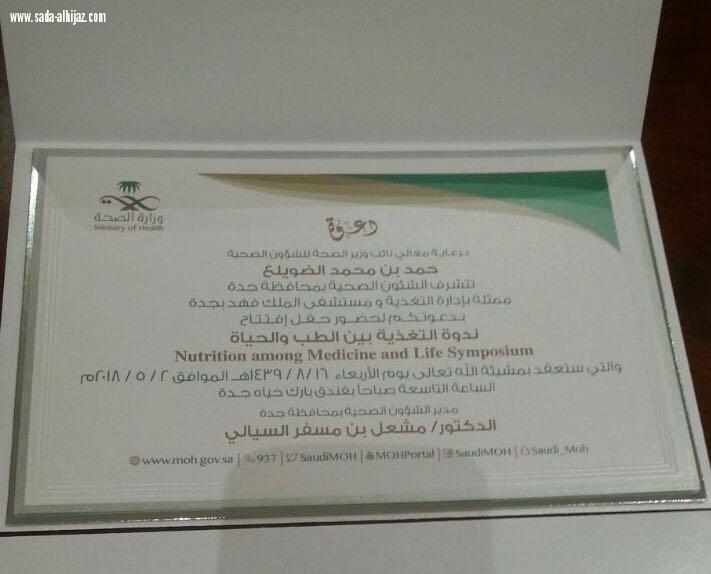 www.sada-alhijaz.com
وزارة الصحة
Ministry of Health
دعوة
برعاية معالي نائب وزير الصحة للشؤون الصحية
حمد بن محمد الضويلع
تتشرف الشئون الصحية بمحافظة جدة
ممثلة بإدارة التغذية و مستشفى الملك فهد بجدة
بدعوتكم لحضور حفل إفتتاح
ندوة التغذية بين الطب والحياة
Nutrition among Medicine and Life Symposium
والتي ستعقد بمشيئة الله تعالى يوم الأربعاء ١٦ / ٨ / ١٤٣٩هـ الموافق ٢ / ٥ / ٢٠١٨م
الساعة التاسعة صباحاً بفندق بارك حياه جدة
مدير الشؤون الصحية بمحافظة جدة
الدكتور/ مشعل بن مسفر السيالي
www.moh.gov.sa | 937 | SaudiMOH | MOHPortal | SaudiMOH | Saudi_Moh